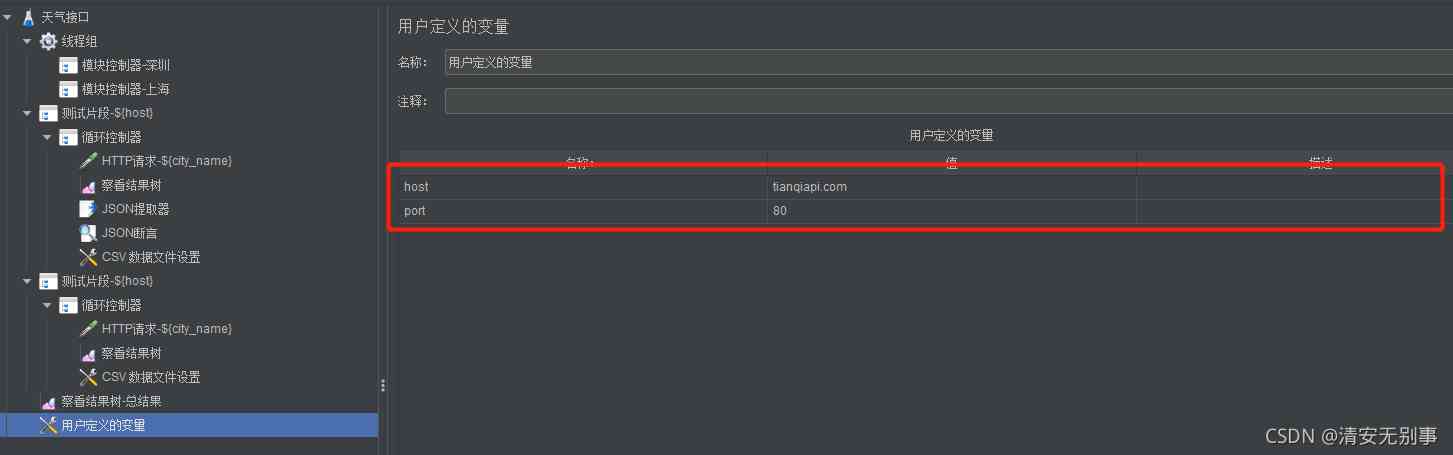 天气接口
线程组
模块控制器-深圳
模块控制器-上海
测试片段-${host}
循环控制器
HTTP请求-${city_name}
察看结果树
JSON提取器
JSON断言
CSV 数据文件设置
测试片段-${host}
循环控制器
HTTP请求-${city_name}
察看结果树
CSV 数据文件设置
察看结果树-总结果
用户定义的变量
用户定义的变量
名称: 用户定义的变量
注释:
用户定义的变量
名称: 值 描述
host tianqiapi.com
port 80
CSDN @清安无别事